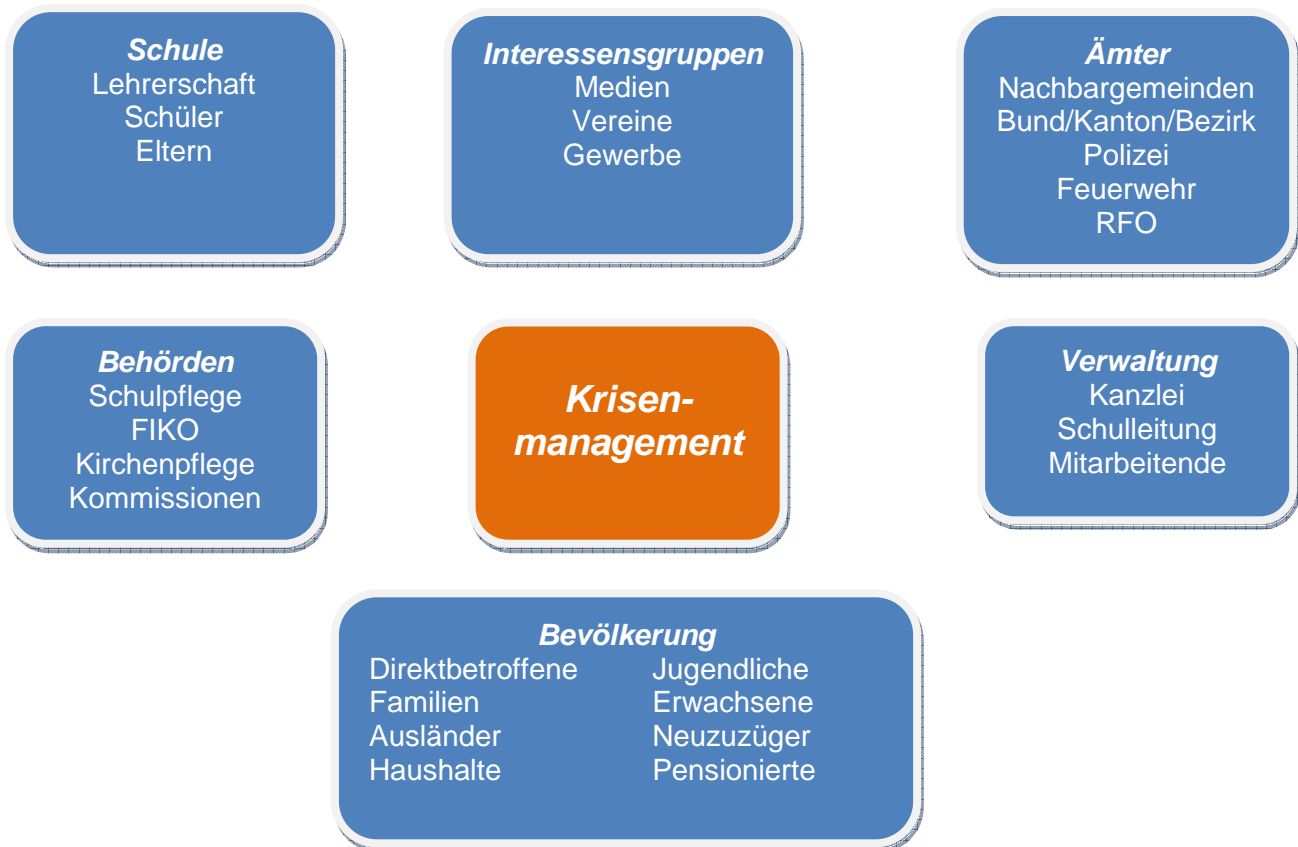 Schule
Lehrerschaft
Schüler
Eltern
Interessensgruppen
Medien
Vereine
Gewerbe
Ämter
Nachbargemeinden
Bund/Kanton/Bezirk
Polizei
Feuerwehr
RFO
Behörden
Schulpflege
FIKO
Kirchenpflege
Kommissionen
Krisen-
management
Verwaltung
Kanzlei
Schulleitung
Mitarbeitende
Bevölkerung
Direktbetroffene Jugendliche
Familien Erwachsene
Ausländer Neuzuzüger
Haushalte Pensionierte